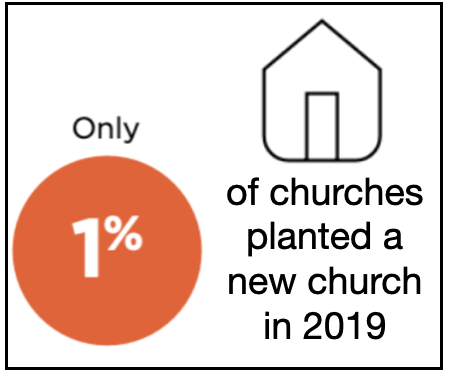 Only
1%
of churches
planted a
new church
in 2019